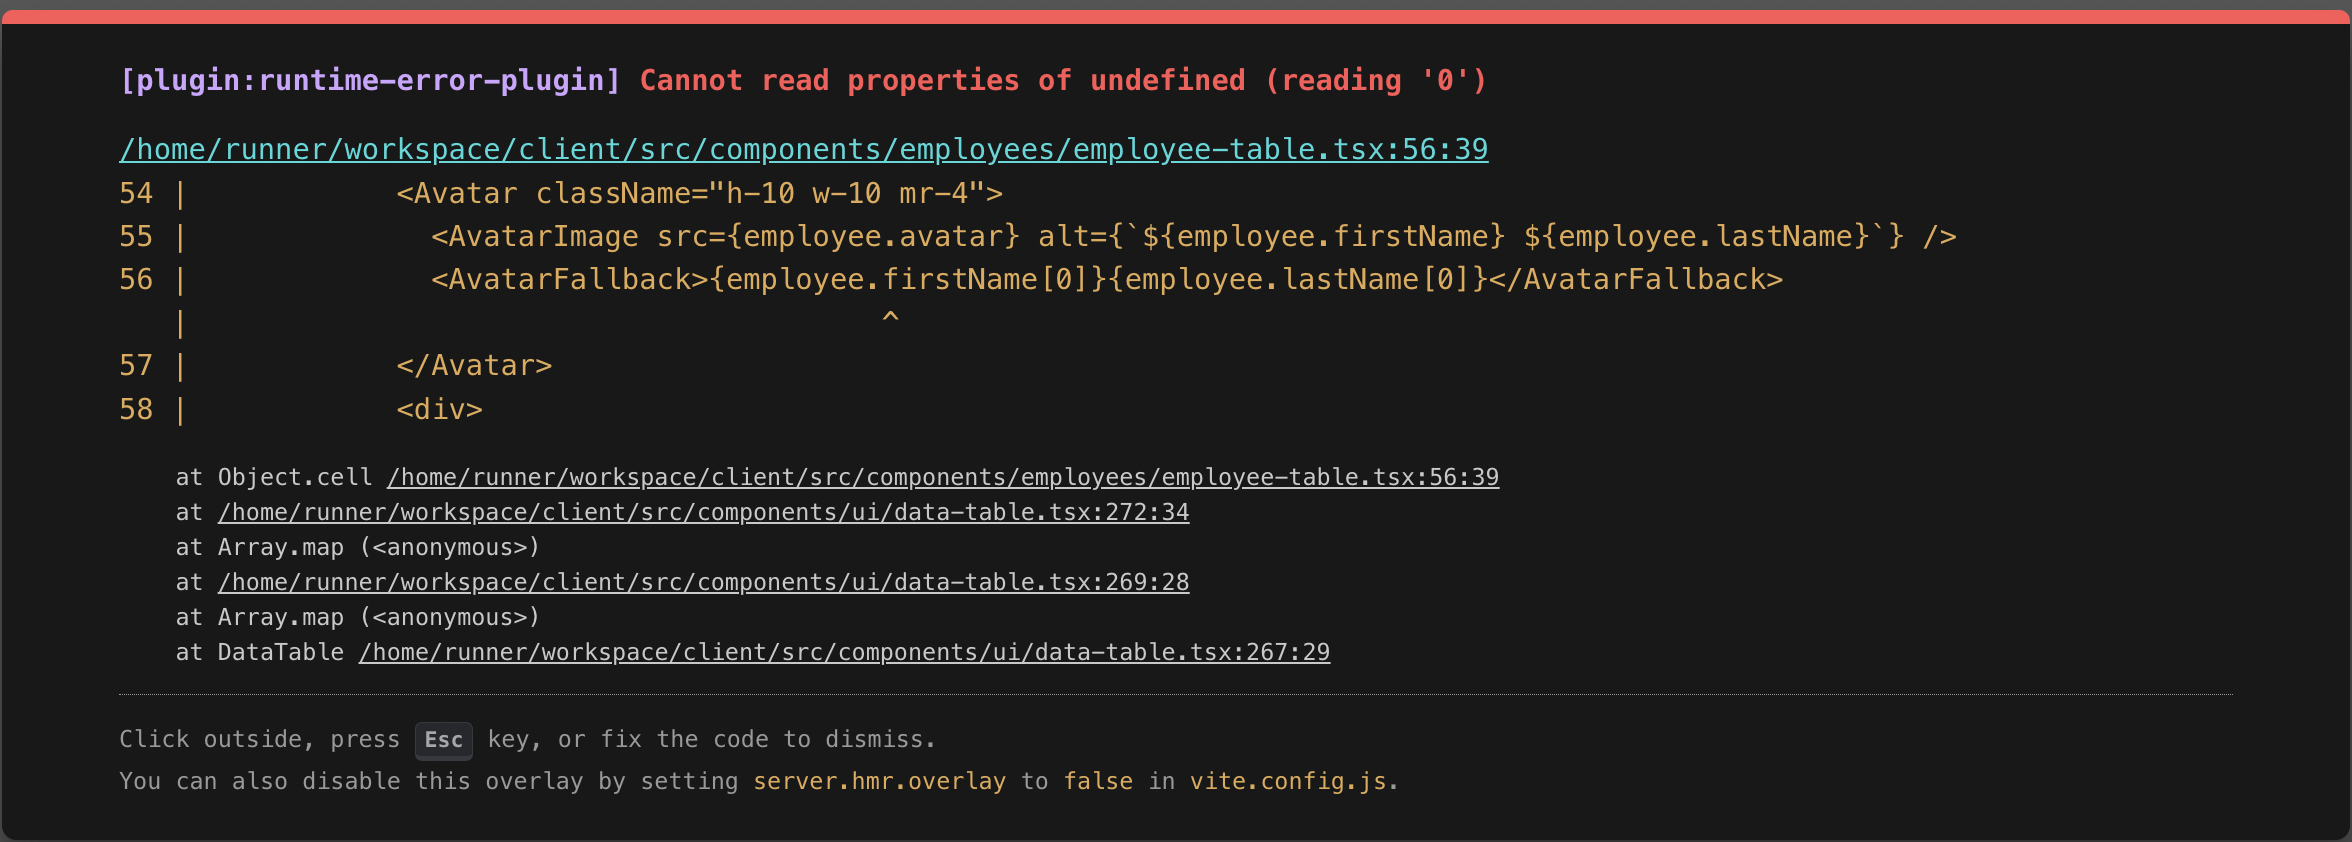 [plugin:runtime-error-plugin] Cannot read properties of undefined (reading '0')
/home/runner/workspace/client/src/components/employees/employee-table.tsx:56:39
54 |            <Avatar className="h-10 w-10 mr-4">
55 |              <AvatarImage src={employee.avatar} alt={`${employee.firstName} ${employee.lastName}`} />
56 |              <AvatarFallback>{employee.firstName[0]}{employee.lastName[0]}</AvatarFallback>
   |                                        ^
57 |            </Avatar>
58 |            <div>
at Object.cell /home/runner/workspace/client/src/components/employees/employee-table.tsx:56:39
at /home/runner/workspace/client/src/components/ui/data-table.tsx:272:34
at Array.map (<anonymous>)
at /home/runner/workspace/client/src/components/ui/data-table.tsx:269:28
at Array.map (<anonymous>)
at DataTable /home/runner/workspace/client/src/components/ui/data-table.tsx:267:29
Click outside, press Esc key, or fix the code to dismiss.
You can also disable this overlay by setting server.hmr.overlay to false in vite.config.js.